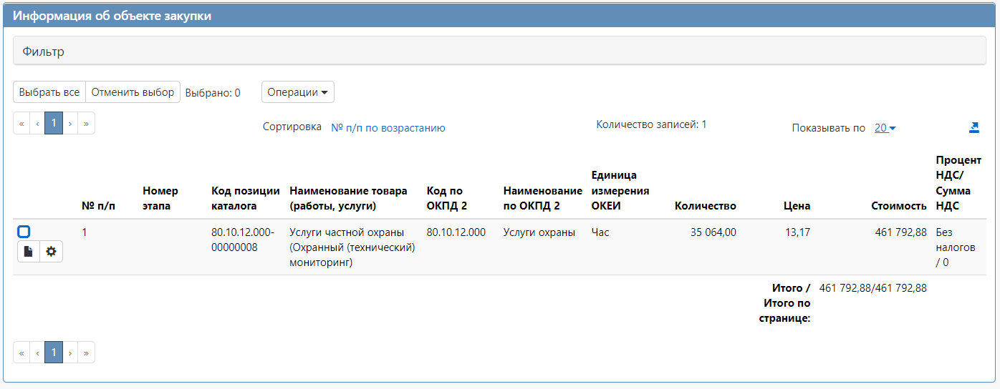 Информация об объекте закупки
Фильтр
Выбрать все Отменить выбор Выбрано: 0 Операции
« ‹ 1 › » Сортировка № п/п по возрастанию Количество записей: 1 Показывать по 20
Процент
Единица НДС/
Номер Код позиции Наименование товара Код по Наименование измерения Сумма
№ п/п этапа каталога (работы, услуги) ОКПД 2 по ОКПД 2 ОКЕИ Количество Цена Стоимость НДС
1 80.10.12.000- Услуги частной охраны 80.10.12.000 Услуги охраны Час 35 064,00 13,17 461 792,88 Без
00000008 (Охранный (технический) налогов
мониторинг) / 0
Итого / 461 792,88/461 792,88
Итого по
странице:
« ‹ 1 › »